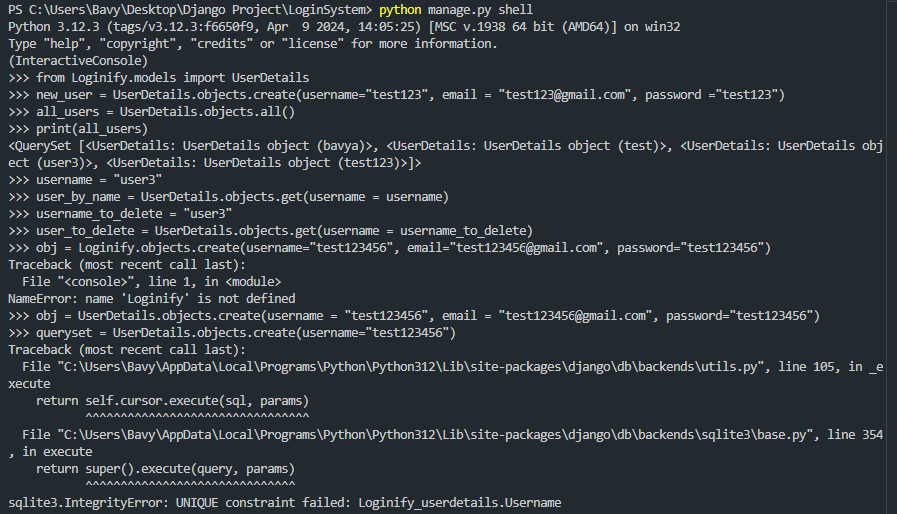 PS C:\Users\Bavy\Desktop\Django Project\LoginSystem> python manage.py shell
Python 3.12.3 (tags/v3.12.3:f6650f9, Apr  9 2024, 14:05:25) [MSC v.1938 64 bit (AMD64)] on win32
Type "help", "copyright", "credits" or "license" for more information.
(InteractiveConsole)
>>> from Loginify.models import UserDetails
>>> new_user = UserDetails.objects.create(username="test123", email = "test123@gmail.com", password ="test123")
>>> all_users = UserDetails.objects.all()
>>> print(all_users)
<QuerySet [<UserDetails: UserDetails object (bavya)>, <UserDetails: UserDetails object (test)>, <UserDetails: UserDetails obj
ect (user3)>, <UserDetails: UserDetails object (test123)>]>
>>> username = "user3"
>>> user_by_name = UserDetails.objects.get(username = username)
>>> username_to_delete = "user3"
>>> user_to_delete = UserDetails.objects.get(username = username_to_delete)
>>> obj = Loginify.objects.create(username="test123456", email="test123456@gmail.com", password="test123456")
Traceback (most recent call last):
  File "<console>", line 1, in <module>
NameError: name 'Loginify' is not defined
>>> obj = UserDetails.objects.create(username = "test123456", email = "test123456@gmail.com", password="test123456")
>>> queryset = UserDetails.objects.create(username="test123456")
Traceback (most recent call last):
  File "C:\Users\Bavy\AppData\Local\Programs\Python\Python312\Lib\site-packages\django\db\backends\utils.py", line 105, in _e
xecute
    return self.cursor.execute(sql, params)
           ^^^^^^^^^^^^^^^^^^^^^^^^^^^^^^^^
  File "C:\Users\Bavy\AppData\Local\Programs\Python\Python312\Lib\site-packages\django\db\backends\sqlite3\base.py", line 354
, in execute
    return super().execute(query, params)
           ^^^^^^^^^^^^^^^^^^^^^^^^^^^^^^
sqlite3.IntegrityError: UNIQUE constraint failed: Loginify_userdetails.Username